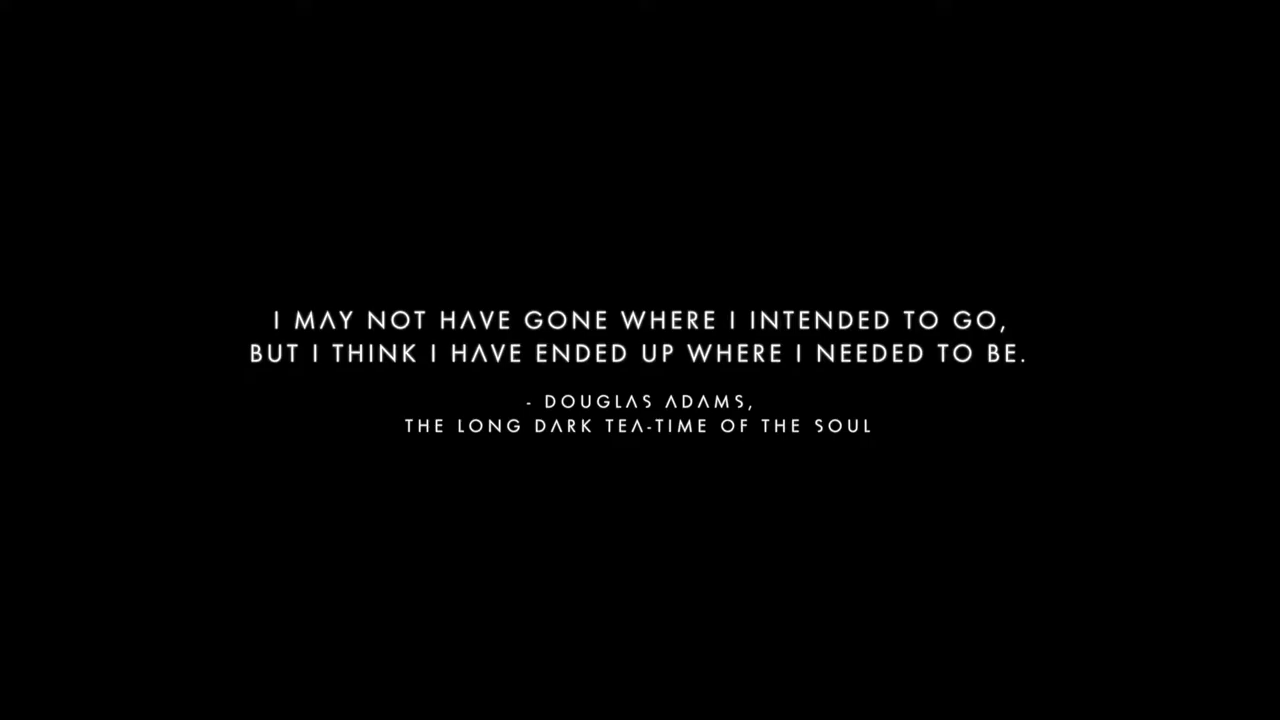 I MAY NOT HAVE GONE WHERE I INTENDED TO GO,
BUT I THINK I HAVE ENDED UP WHERE I NEEDED TO BE.
- DOUGLAS ADAMS,
THE LONG DARK TEA-TIME OF THE SOUL